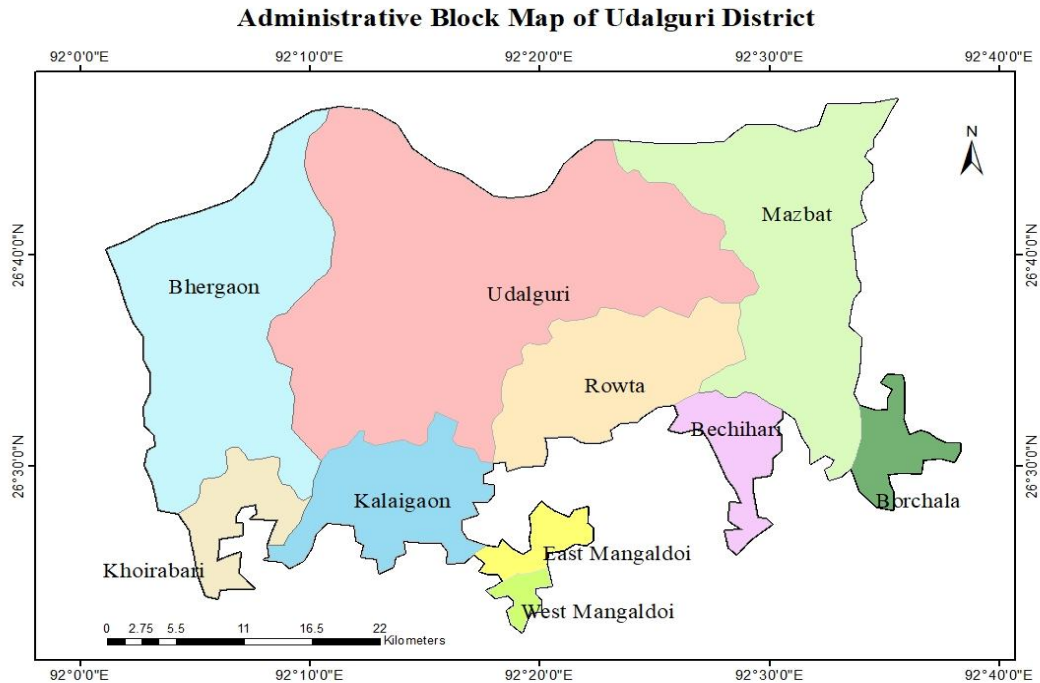 Administrative Block Map of Udalguri District
92°0'0"E 92°10'0"E 92°20'0"E 92°30'0"E 92°40'0"E
N
Mazbat
26°40'0"N 26°40'0"N
Bhergaon
Udalguri
Rowta
Bechihari
26°30'0"N 26°30'0"N
Kalaigaon
Borchala
East Mangaldoi
Khoirabari
West Mangaldoi
0 2.75 5.5 11 16.5 22
Kilometers
92°0'0"E 92°10'0"E 92°20'0"E 92°30'0"E 92°40'0"E